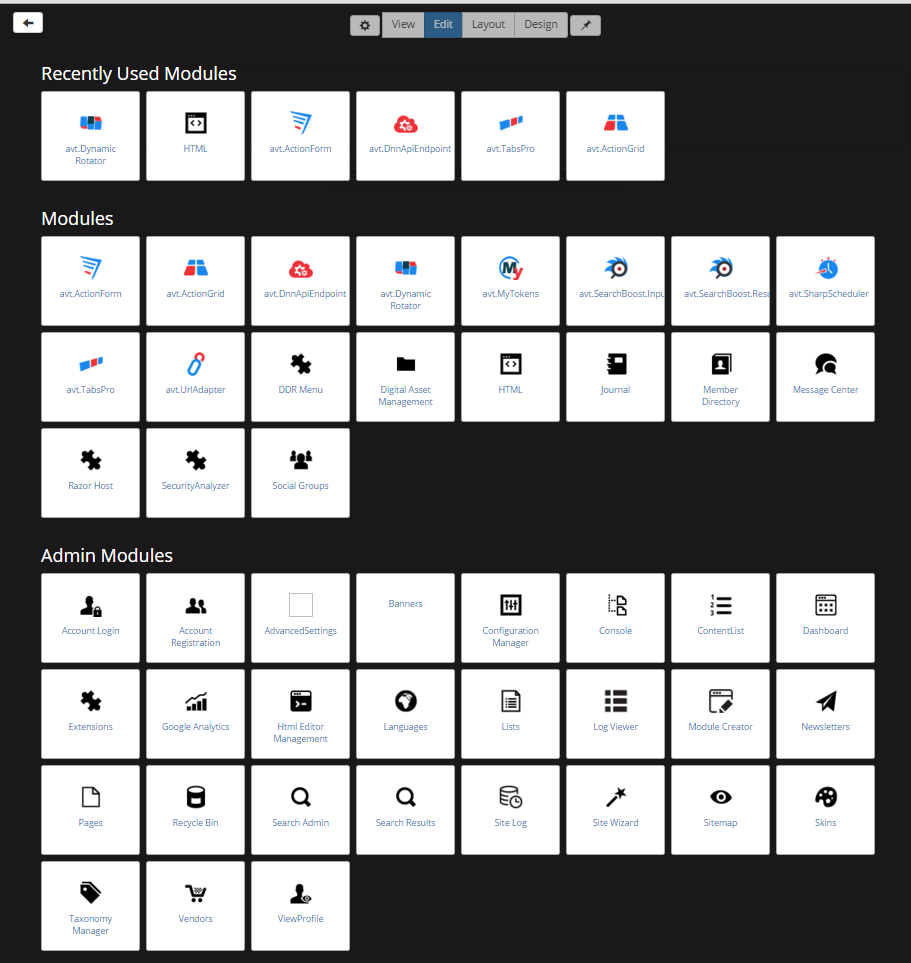 View Edit Layout Design
Recently Used Modules
avt.Dynamic
Rotator
HTML
avt.ActionForm
avt.DnnApiEndpoint
avt.TabsPro
avt.ActionGrid
Modules
avt.ActionForm
avt.ActionGrid
avt.DnnApiEndpoint
avt.Dynamic
Rotator
My
avt.MyTokens
avt.SearchBoost.Inpu
avt.SearchBoost.Resu
avt.SharpScheduler
avt.TabsPro
avt.UrlAdapter
DDR Menu
Digital Asset
Management
HTML
Journal
Member
Directory
Message Center
Razor Host
SecurityAnalyzer
Social Groups
Admin Modules
Account Login
Account
Registration
AdvancedSettings
Banners
Configuration
Manager
Console
1
2
3
ContentList
Dashboard
Extensions
Google Analytics
Html Editor
Management
Languages
Lists
Log Viewer
Module Creator
Newsletters
Pages
Recycle Bin
Search Admin
Search Results
Site Log
Site Wizard
Sitemap
Skins
Taxonomy
Manager
Vendors
ViewProfile